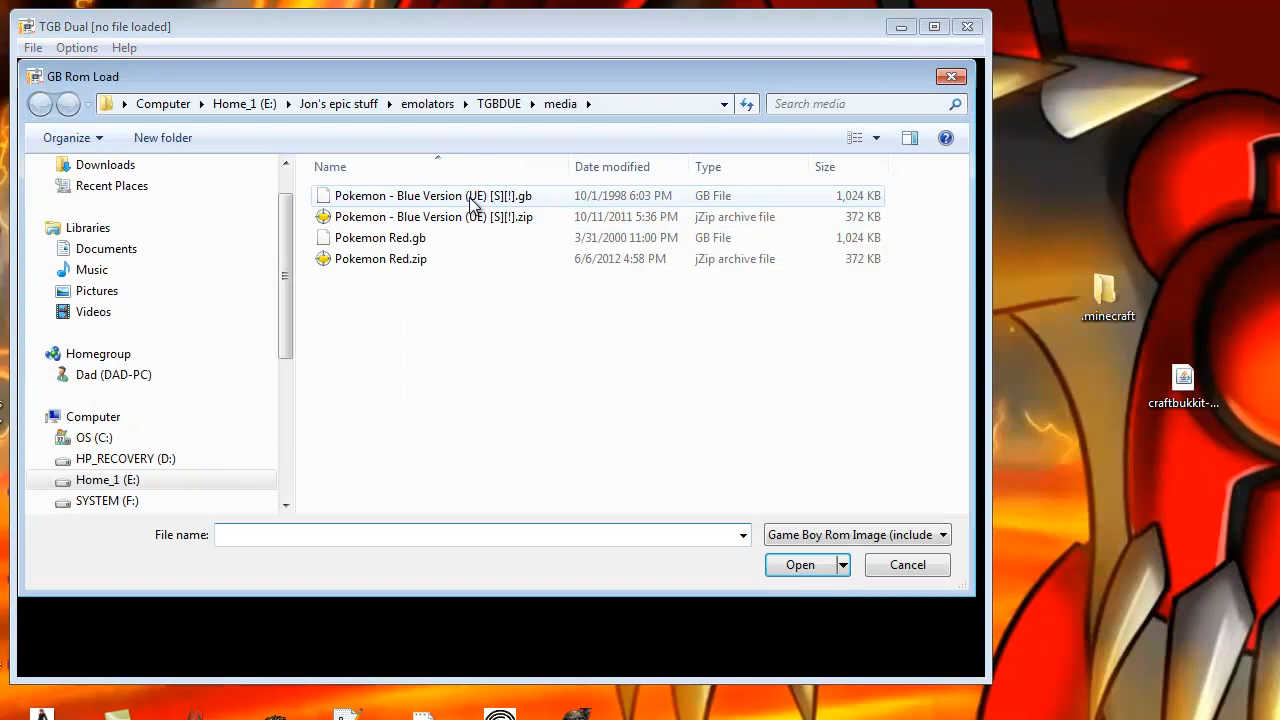 TGB Dual [no file loaded]
File Options Help
GB Rom Load
Computer Home_1 (E:) Jon's epic stuff emulators TGBDUE media Search media
Organize New folder
Name Date modified Type Size
Downloads
Recent Places
Libraries
Documents
Music
Pictures
Videos
Homegroup
Dad (DAD-PC)
Computer
OS (C:)
HP_RECOVERY (D:)
Home_1 (E:)
SYSTEM (F:)
Pokemon - Blue Version (UE) [S][!].gb 10/1/1998 6:03 PM GB File 1,024 KB
Pokemon - Blue Version (UE) [S][!].zip 10/11/2011 5:36 PM jZip archive file 372 KB
Pokemon Red.gb 3/31/2000 11:00 PM GB File 1,024 KB
Pokemon Red.zip 6/6/2012 4:58 PM jZip archive file 372 KB
File name: Game Boy Rom Image (include
Open Cancel
.minecraft
craftbukkit-...